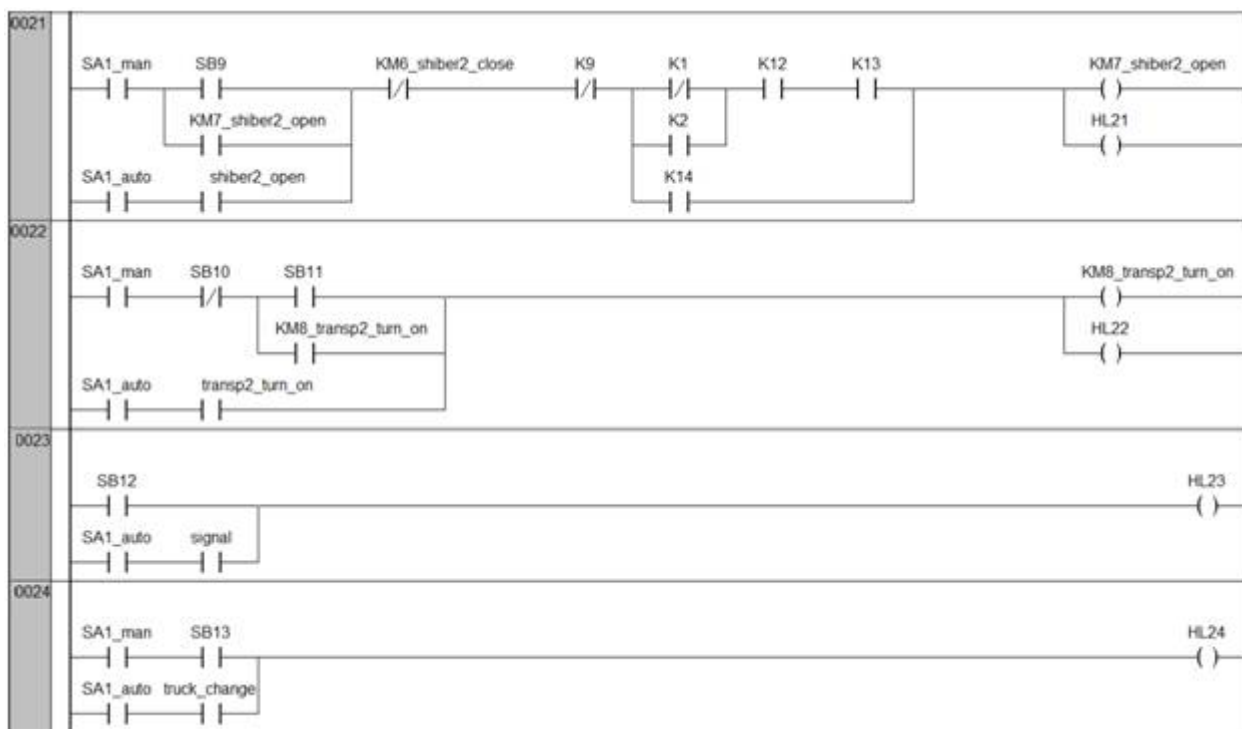 0021
SA1_man SB9 KM6_shiber2_close K9 K1 K12 K13 KM7_shiber2_open
KM7_shiber2_open K2 HL21
SA1_auto shiber2_open K14
0022
SA1_man SB10 SB11 KM8_transp2_turn_on
KM8_transp2_turn_on HL22
SA1_auto transp2_turn_on
0023
SB12 HL23
SA1_auto signal
0024
SA1_man SB13 HL24
SA1_auto truck_change